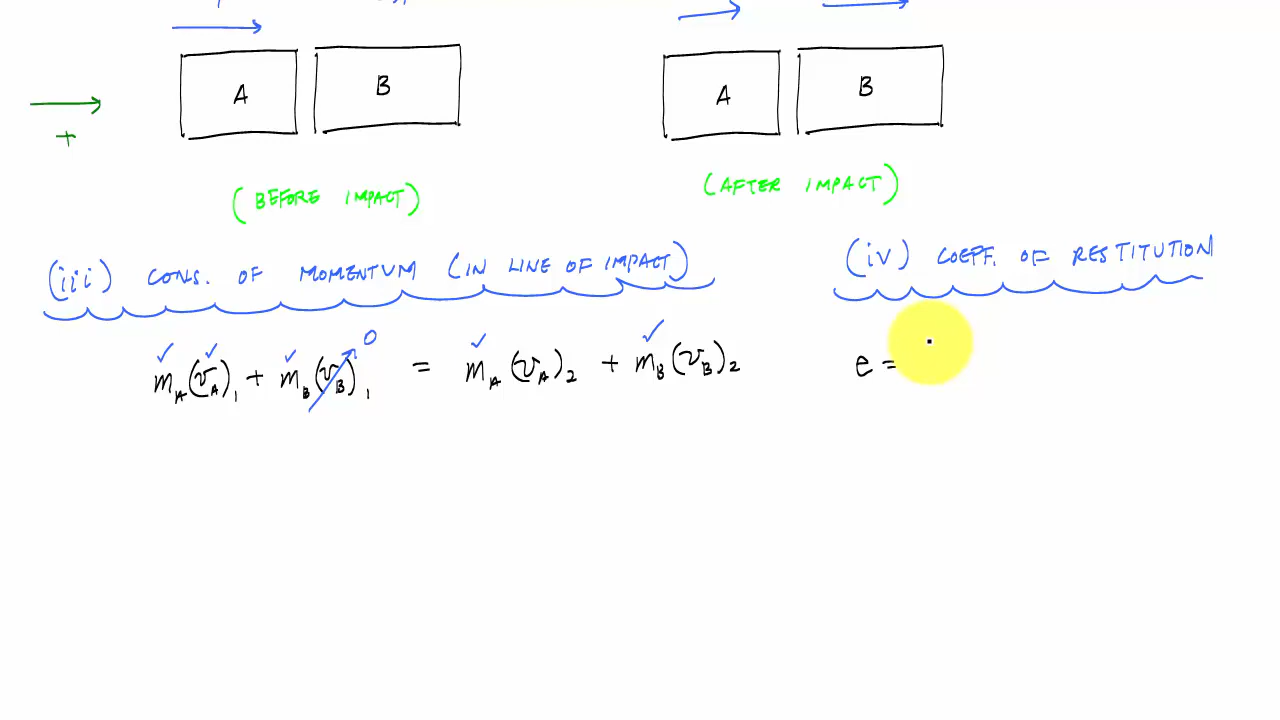 A B
A B
+
(BEFORE IMPACT)
(AFTER IMPACT)
(iii) CONS. OF MOMENTUM (IN LINE OF IMPACT)
(iv) COEFF. OF RESTITUTION
✓ ✓ ✓ 0 ✓ ✓
m_A(v_A)_1 + m_B(v_B)_1 = m_A(v_A)_2 + m_B(v_B)_2
e =